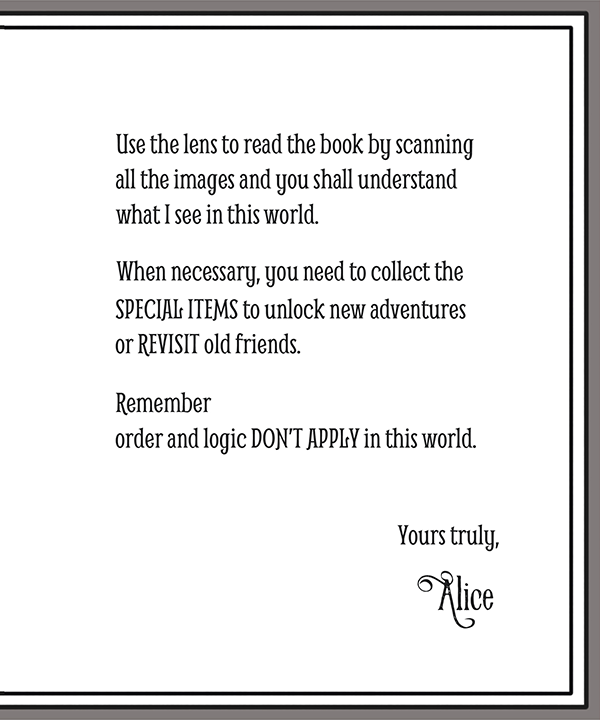 Use the lens to read the book by scanning
all the images and you shall understand
what I see in this world.
When necessary, you need to collect the
SPECIAL ITEMS to unlock new adventures
or REVISIT old friends.
Remember
order and logic DON'T APPLY in this world.
Yours truly,
Alice